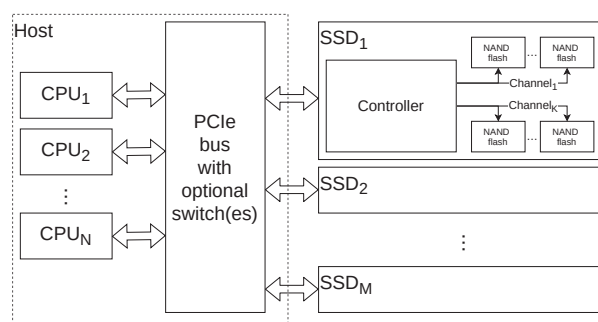 Host
CPU1
CPU2
⋮
CPUN
PCIe
bus
with
optional
switch(es)
SSD1
Controller
NAND
flash
...
NAND
flash
Channel1
ChannelK
NAND
flash
...
NAND
flash
SSD2
⋮
SSDM